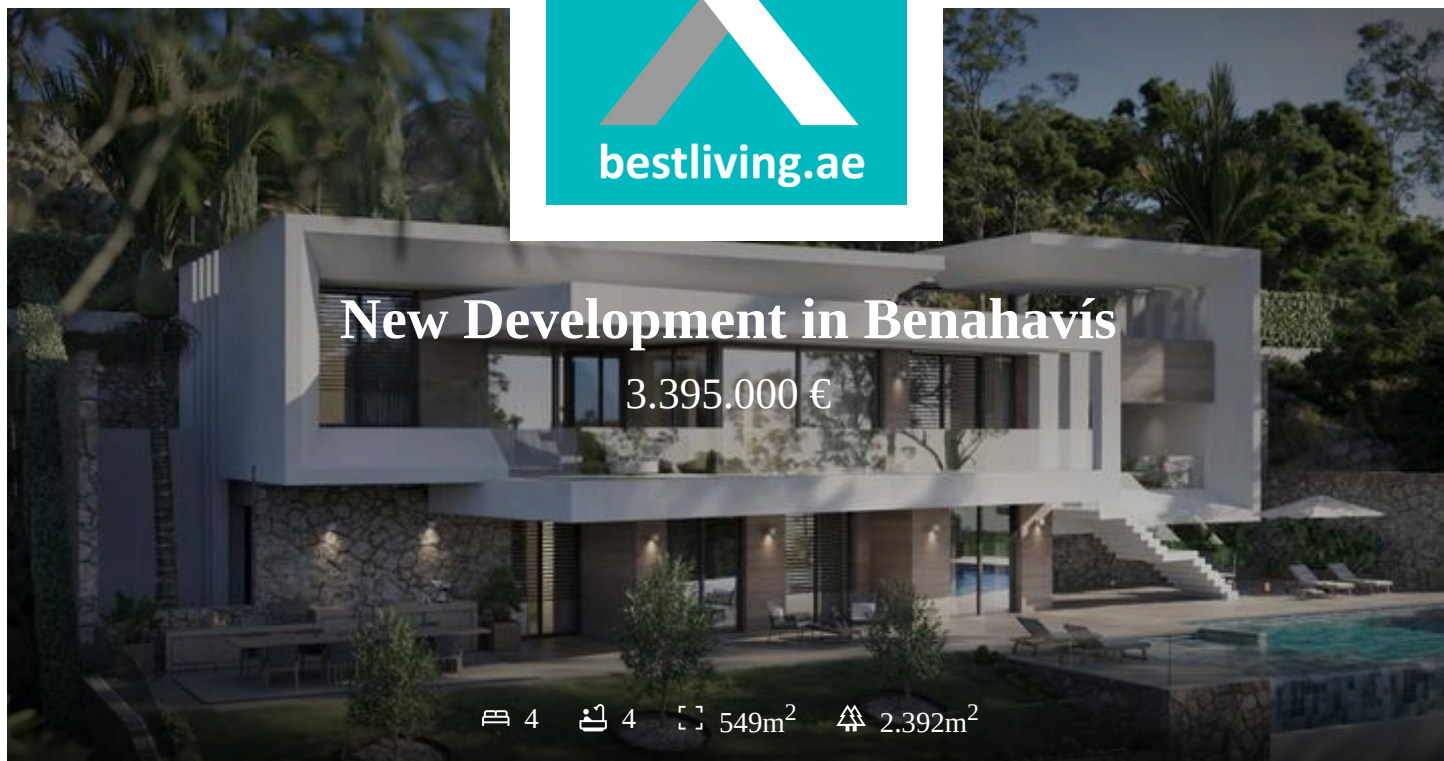 bestliving.ae
New Development in Benahavís
3.395.000 €
4 4 549m² 2.392m²